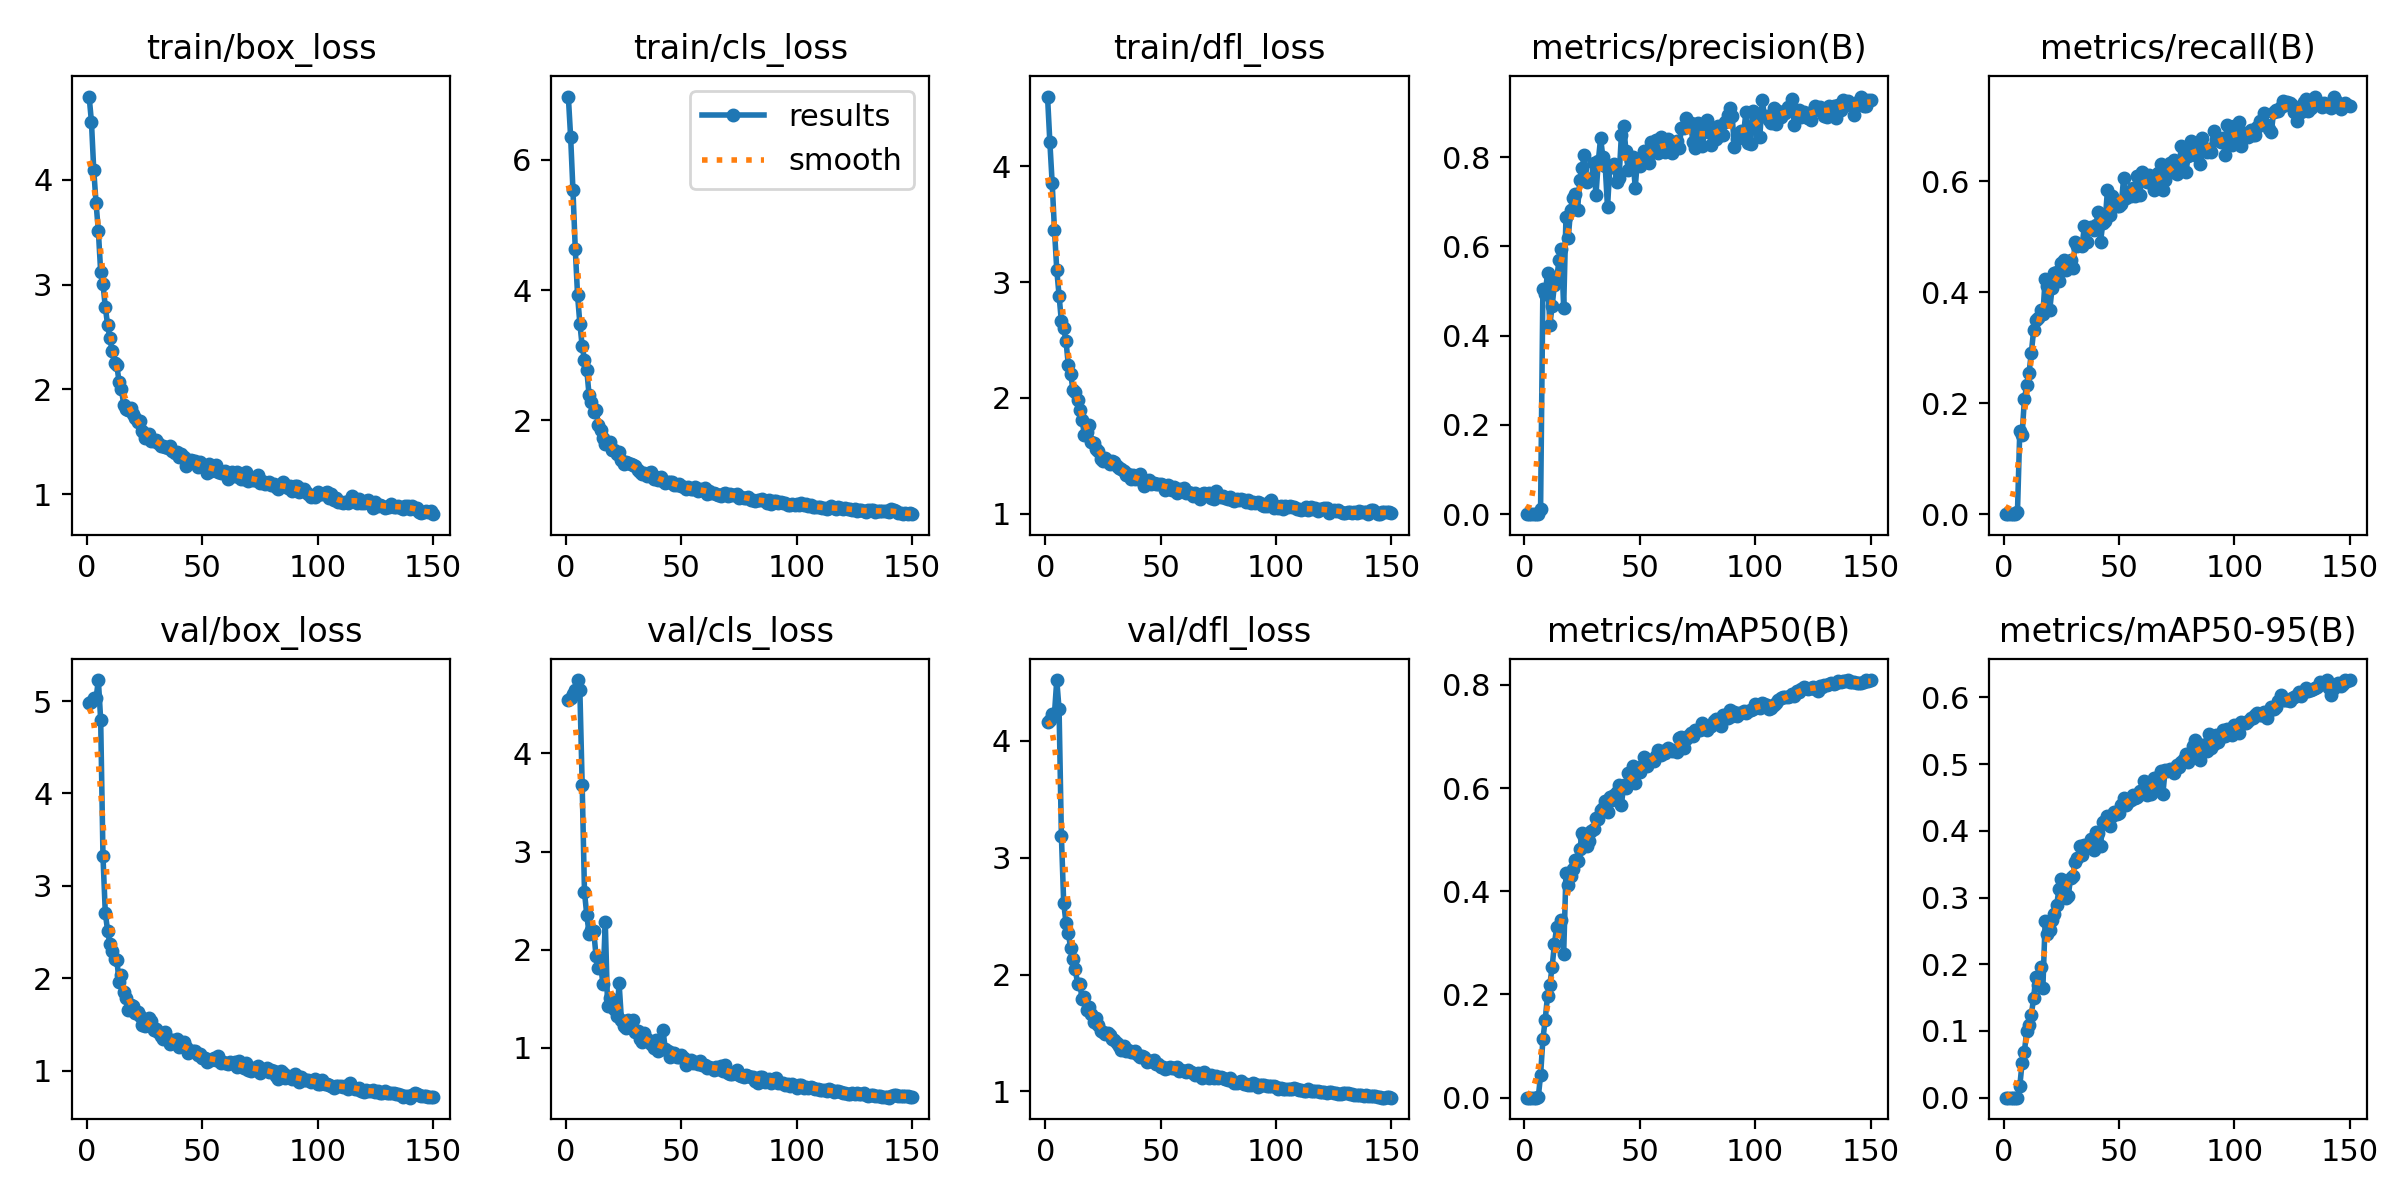 train/box_loss
train/cls_loss
train/dfl_loss
metrics/precision(B)
metrics/recall(B)
results
smooth
4
3
2
1
0 50 100 150
6
4
2
0 50 100 150
4
3
2
1
0 50 100 150
0.8
0.6
0.4
0.2
0.0
0 50 100 150
0.6
0.4
0.2
0.0
0 50 100 150
val/box_loss
val/cls_loss
val/dfl_loss
metrics/mAP50(B)
metrics/mAP50-95(B)
5
4
3
2
1
0 50 100 150
4
3
2
1
0 50 100 150
4
3
2
1
0 50 100 150
0.8
0.6
0.4
0.2
0.0
0 50 100 150
0.6
0.5
0.4
0.3
0.2
0.1
0.0
0 50 100 150